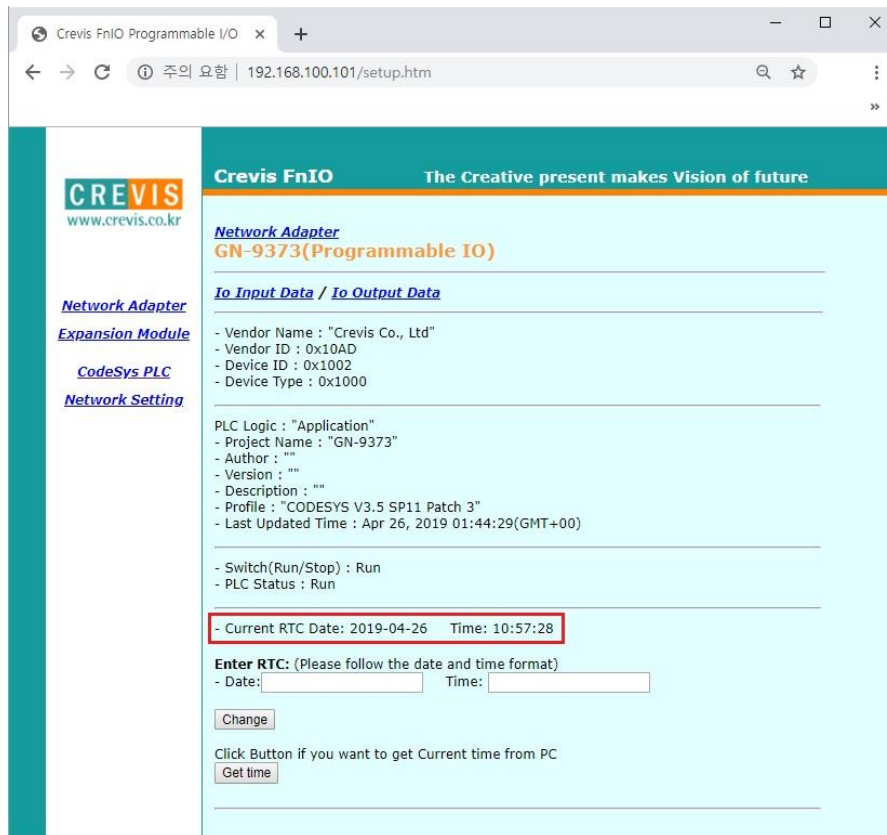 Crevis FnIO Programmable I/O
주의 요함 | 192.168.100.101/setup.htm
CREVIS
www.crevis.co.kr
Network Adapter
Expansion Module
CodeSys PLC
Network Setting
Crevis FnIO The Creative present makes Vision of future
Network Adapter
GN-9373(Programmable IO)
Io Input Data / Io Output Data
- Vendor Name : "Crevis Co., Ltd"
- Vendor ID : 0x10AD
- Device ID : 0x1002
- Device Type : 0x1000
PLC Logic : "Application"
- Project Name : "GN-9373"
- Author : ""
- Version : ""
- Description : ""
- Profile : "CODESYS V3.5 SP11 Patch 3"
- Last Updated Time : Apr 26, 2019 01:44:29(GMT+00)
- Switch(Run/Stop) : Run
- PLC Status : Run
- Current RTC Date: 2019-04-26 Time: 10:57:28
Enter RTC: (Please follow the date and time format)
- Date: Time:
Change
Click Button if you want to get Current time from PC
Get time